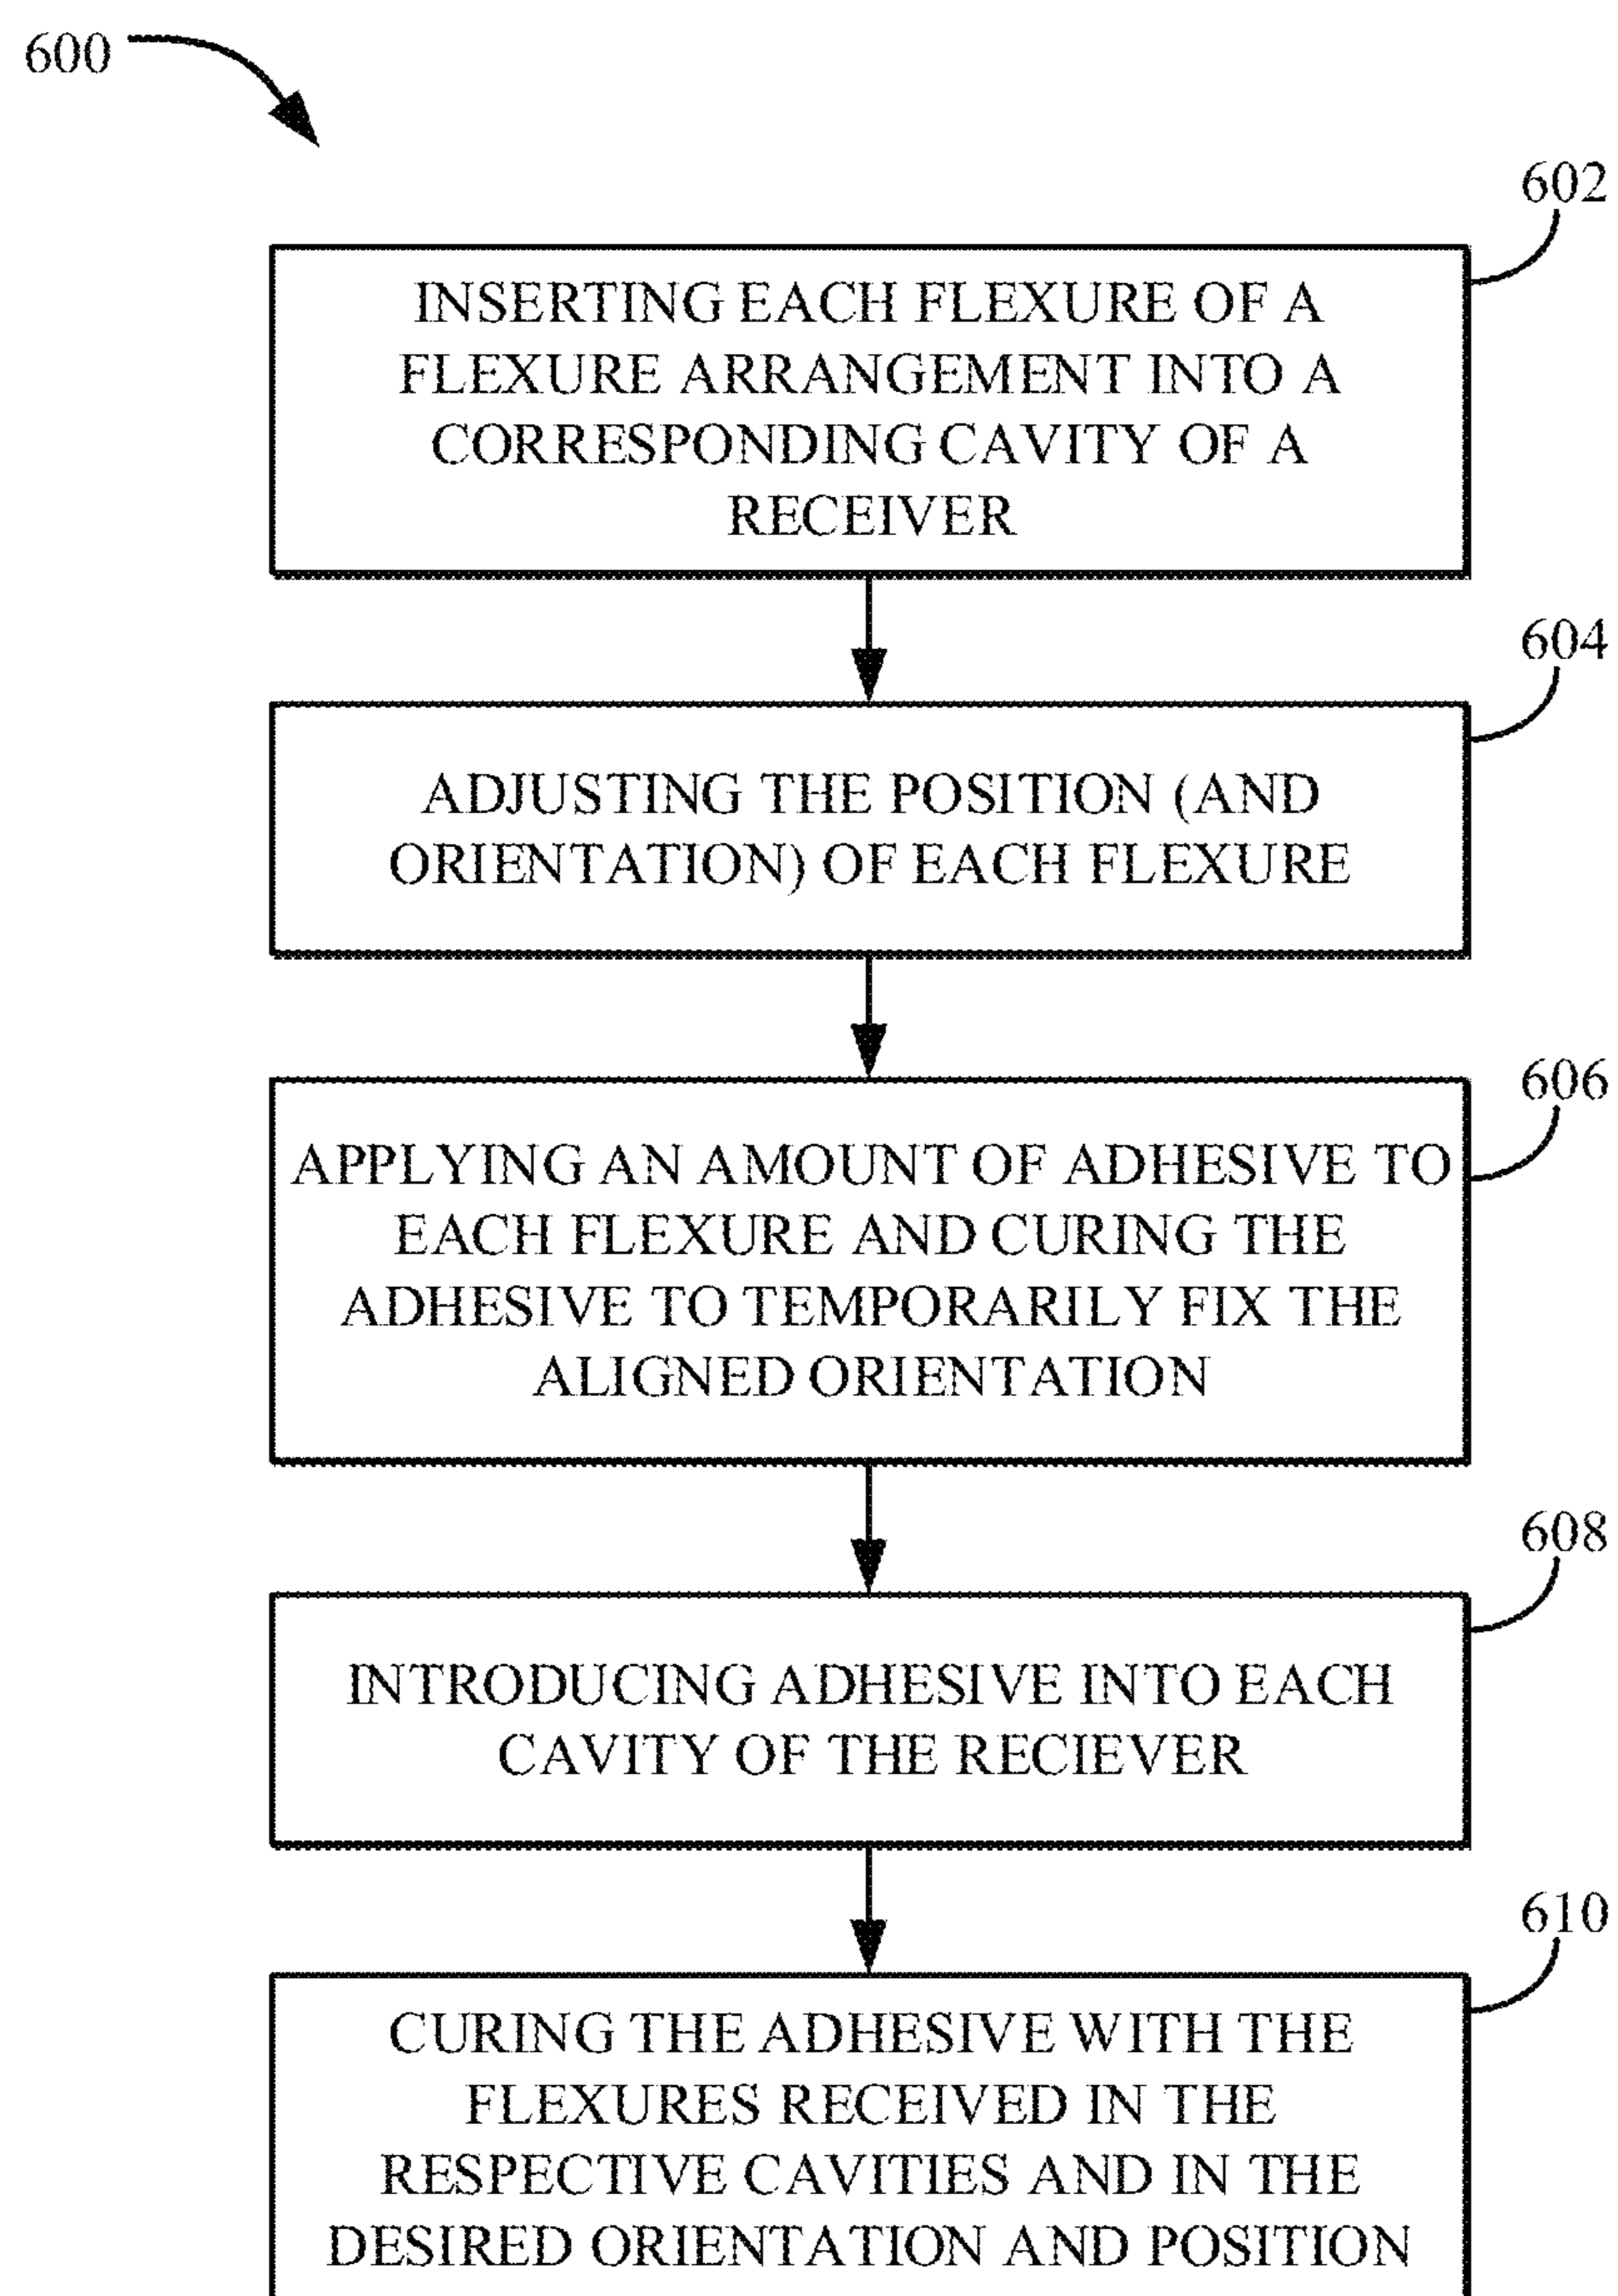 600
602
INSERTING EACH FLEXURE OF A
FLEXURE ARRANGEMENT INTO A
CORRESPONDING CAVITY OF A
RECEIVER
604
ADJUSTING THE POSITION (AND
ORIENTATION) OF EACH FLEXURE
606
APPLYING AN AMOUNT OF ADHESIVE TO
EACH FLEXURE AND CURING THE
ADHESIVE TO TEMPORARILY FIX THE
ALIGNED ORIENTATION
608
INTRODUCING ADHESIVE INTO EACH
CAVITY OF THE RECIEVER
610
CURING THE ADHESIVE WITH THE
FLEXURES RECEIVED IN THE
RESPECTIVE CAVITIES AND IN THE
DESIRED ORIENTATION AND POSITION